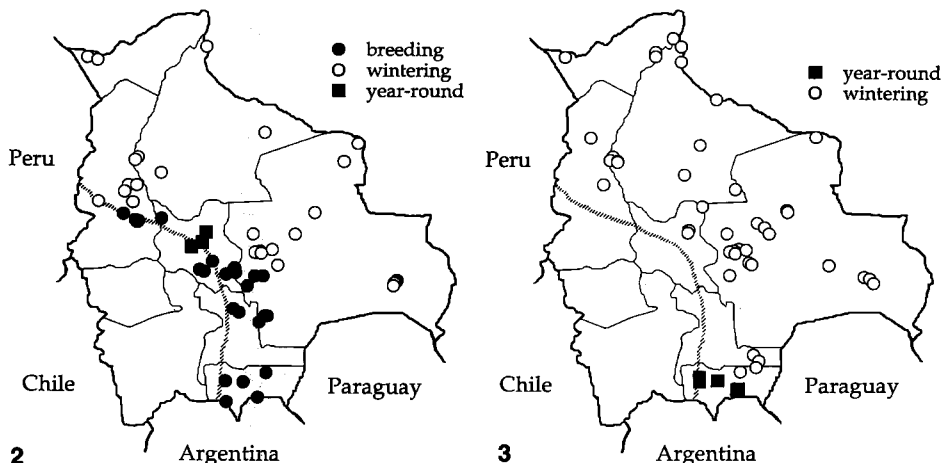 breeding
wintering
year-round
Peru
Chile
Paraguay
Argentina
2
year-round
wintering
Peru
Chile
Paraguay
Argentina
3